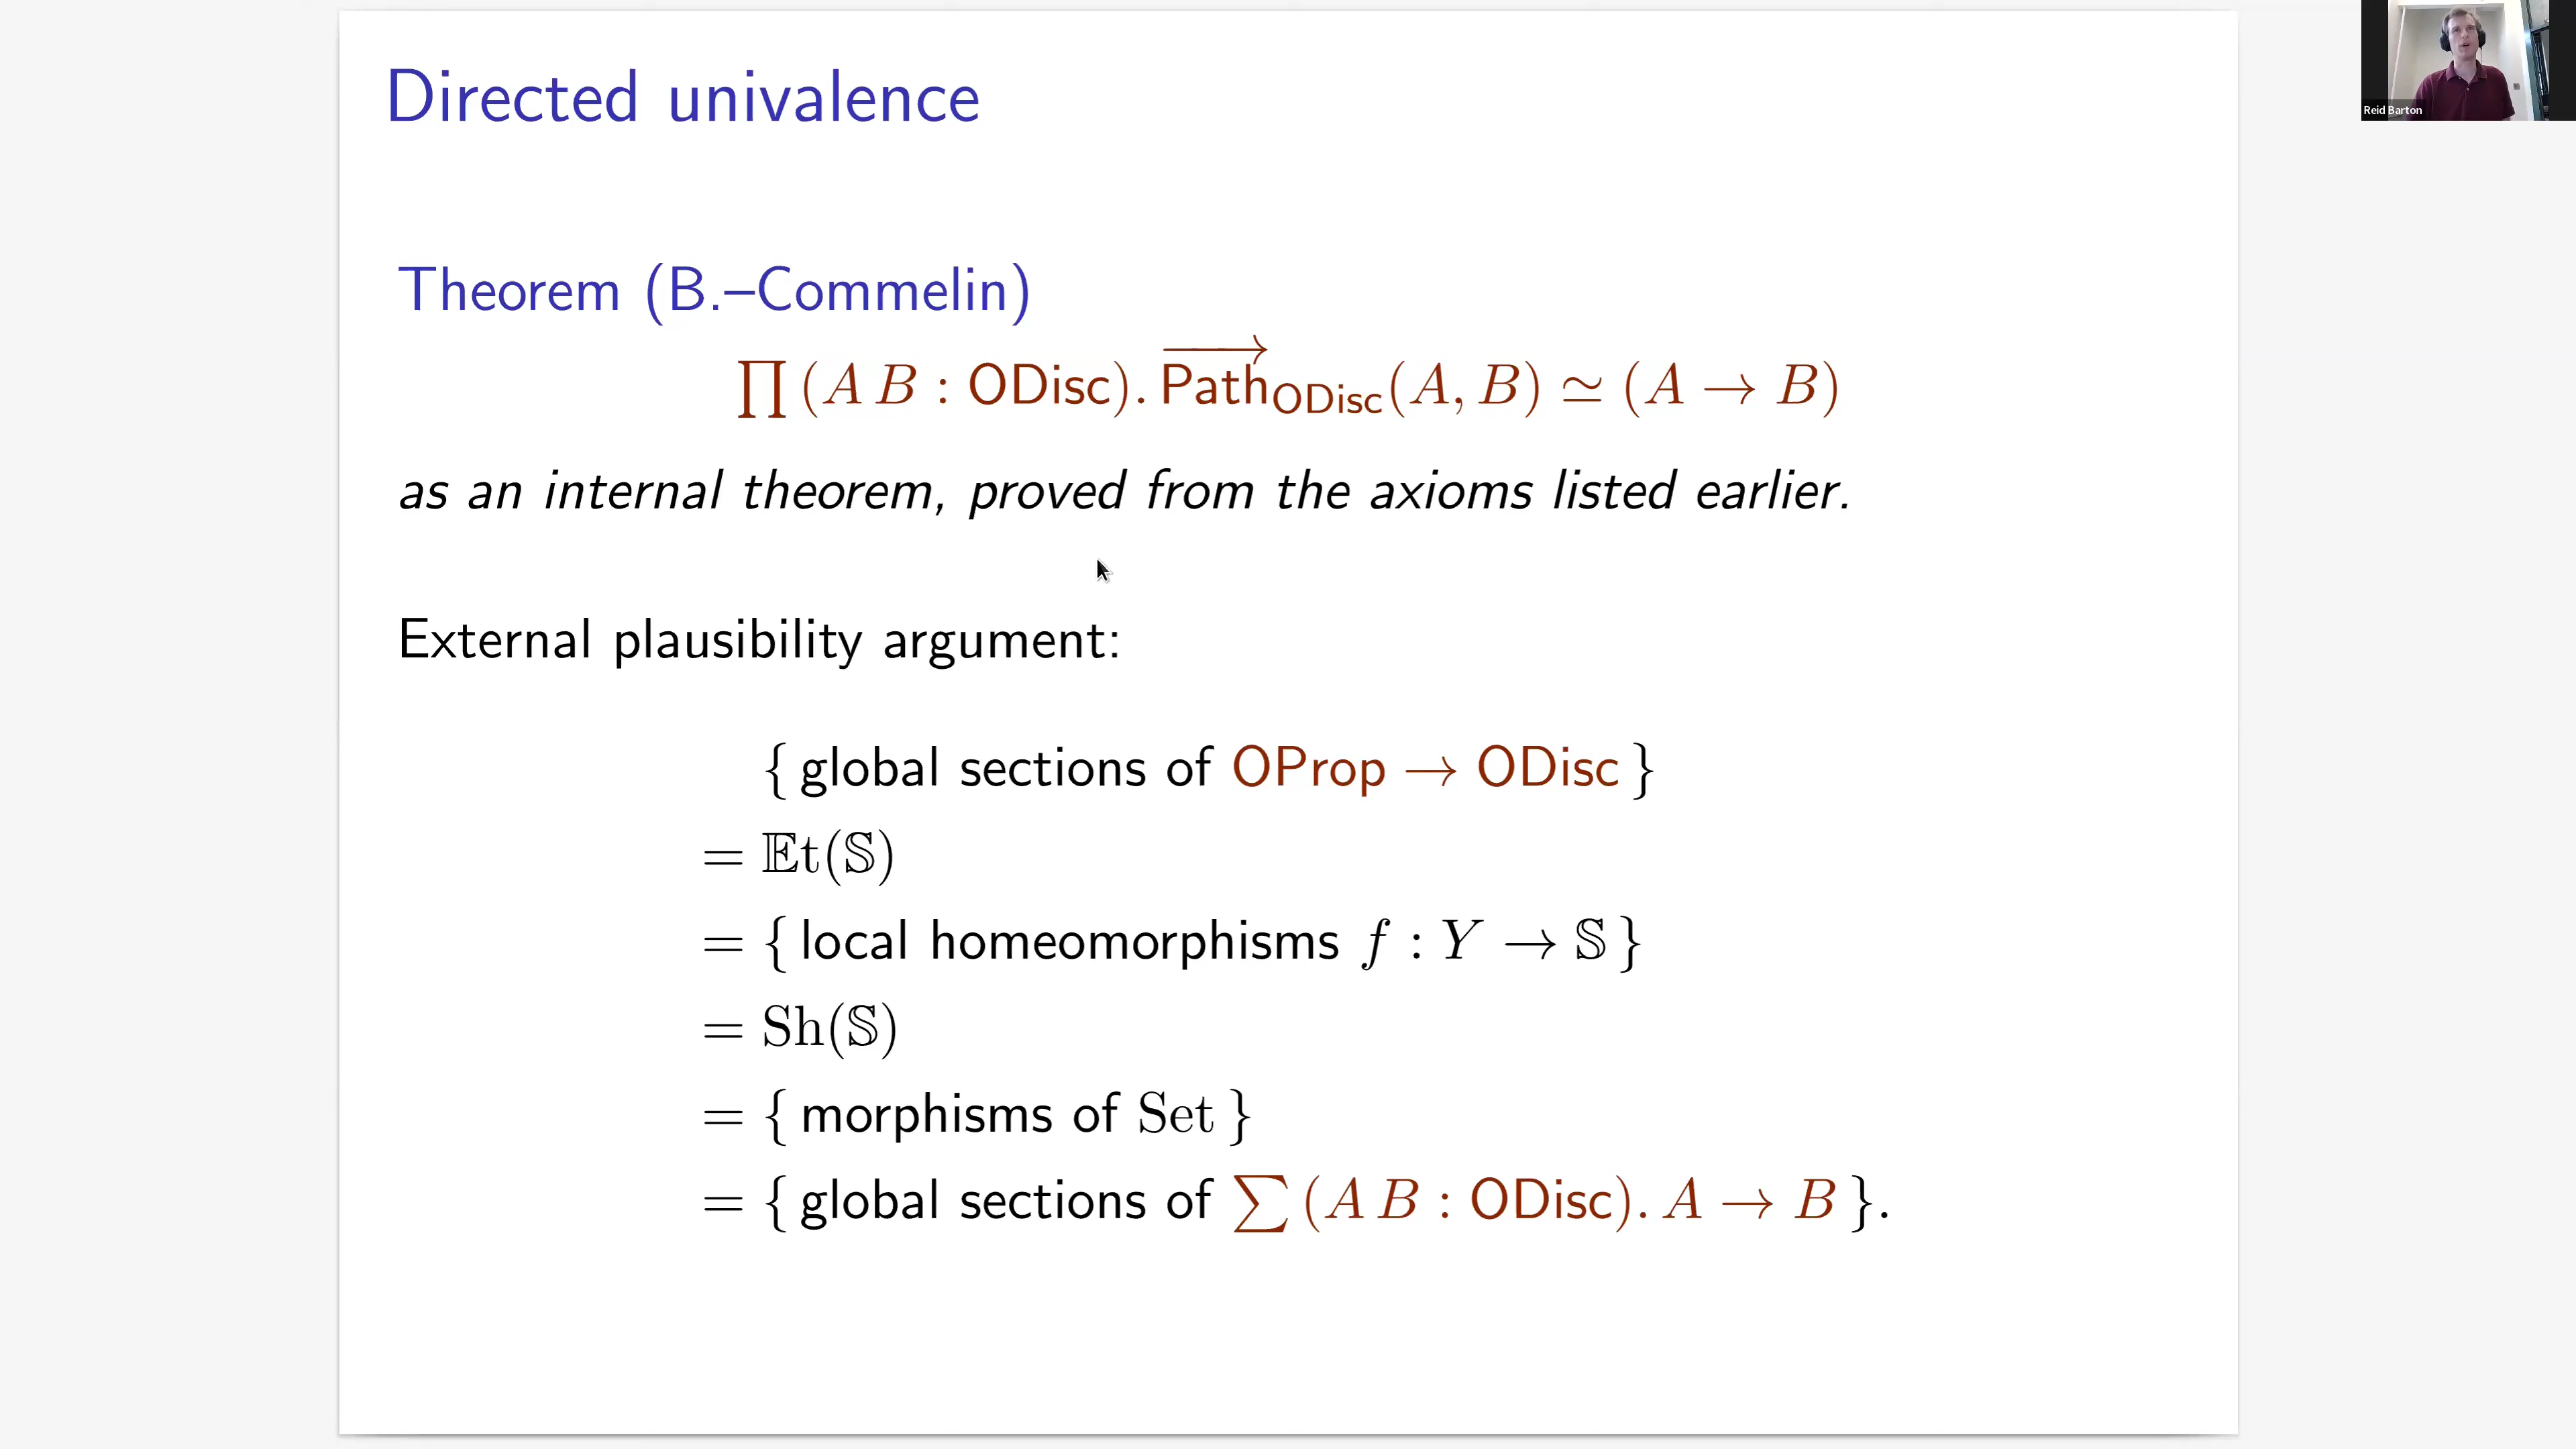 Directed univalence
Reid Barton
Theorem (B.–Commelin)
∏ (A B : ODisc). \overrightarrow{Path}_{ODisc}(A, B) ≃ (A → B)
as an internal theorem, proved from the axioms listed earlier.
External plausibility argument:
{ global sections of OProp → ODisc }
= 𝔼t(𝕊)
= { local homeomorphisms f : Y → 𝕊 }
= Sh(𝕊)
= { morphisms of Set }
= { global sections of ∑ (A B : ODisc). A → B }.